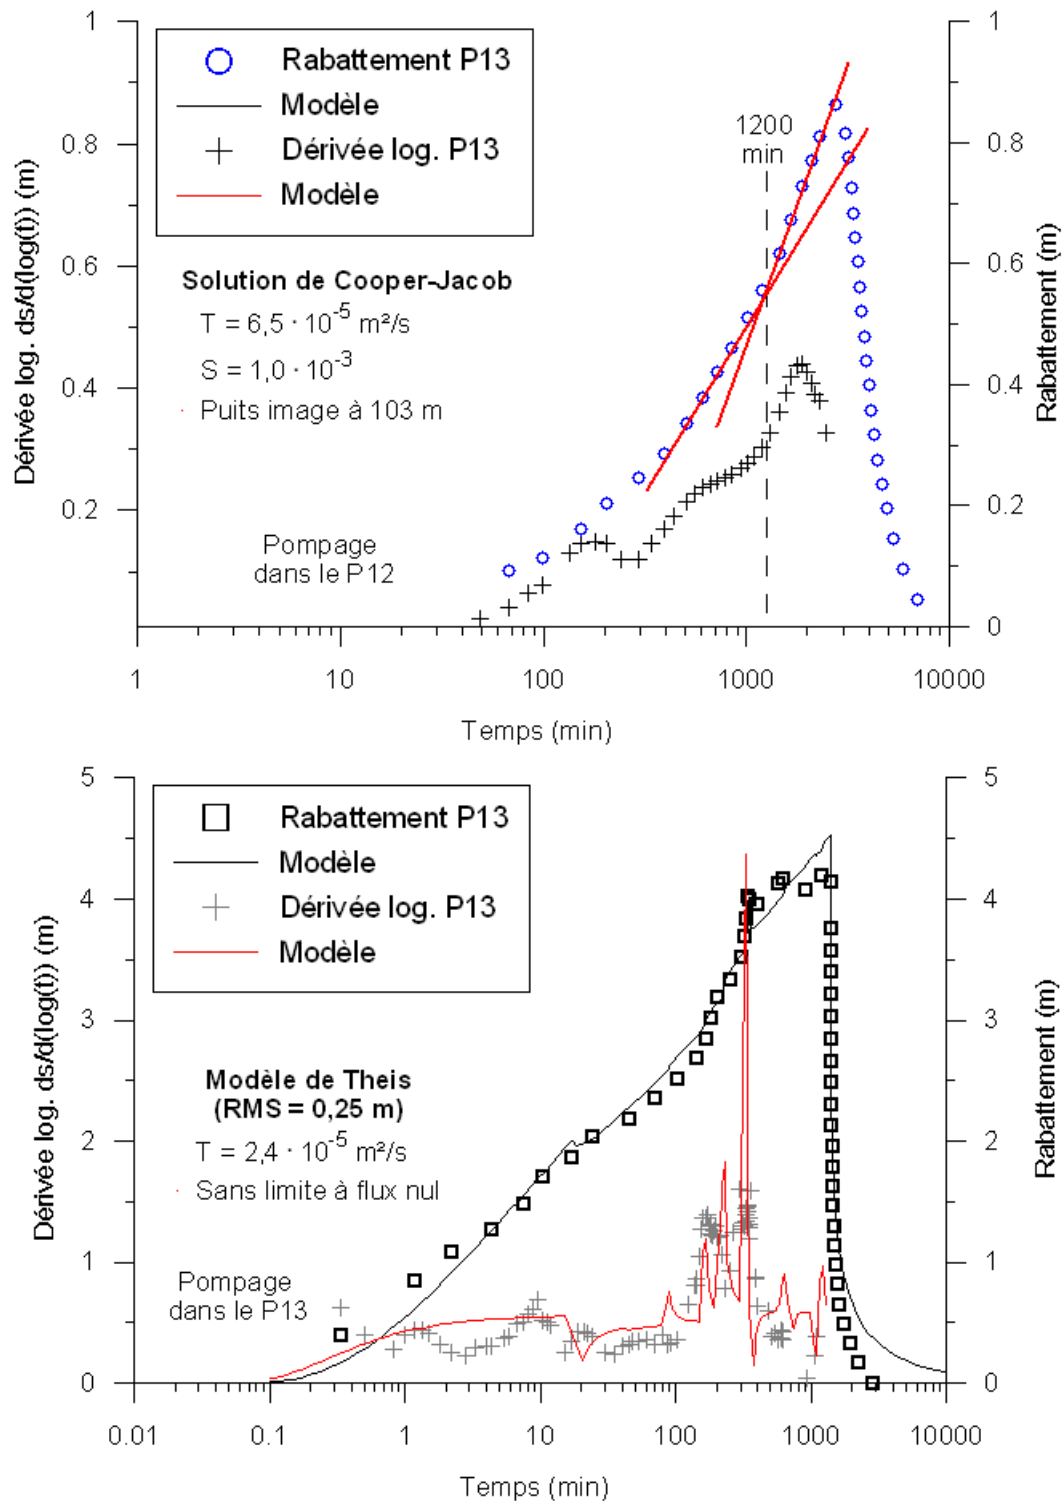 1
1
Rabattement P13
Modèle
Dérivée log. P13
Modèle
1200
min
0.8
0.8
Dérivée log. ds/d(log(t)) (m)
Rabattement (m)
0.6
0.6
Solution de Cooper-Jacob
T = 6,5 · 10-5 m²/s
S = 1,0 · 10-3
· Puits image à 103 m
0.4
0.4
0.2
0.2
Pompage
dans le P12
0
1
10
100
1000
10000
Temps (min)
5
5
Rabattement P13
Modèle
Dérivée log. P13
Modèle
4
4
Dérivée log. ds/d(log(t)) (m)
Rabattement (m)
3
3
Modèle de Theis
(RMS = 0,25 m)
T = 2,4 · 10-5 m²/s
· Sans limite à flux nul
2
2
1
1
Pompage
dans le P13
0
0
0.01
0.1
1
10
100
1000
10000
Temps (min)